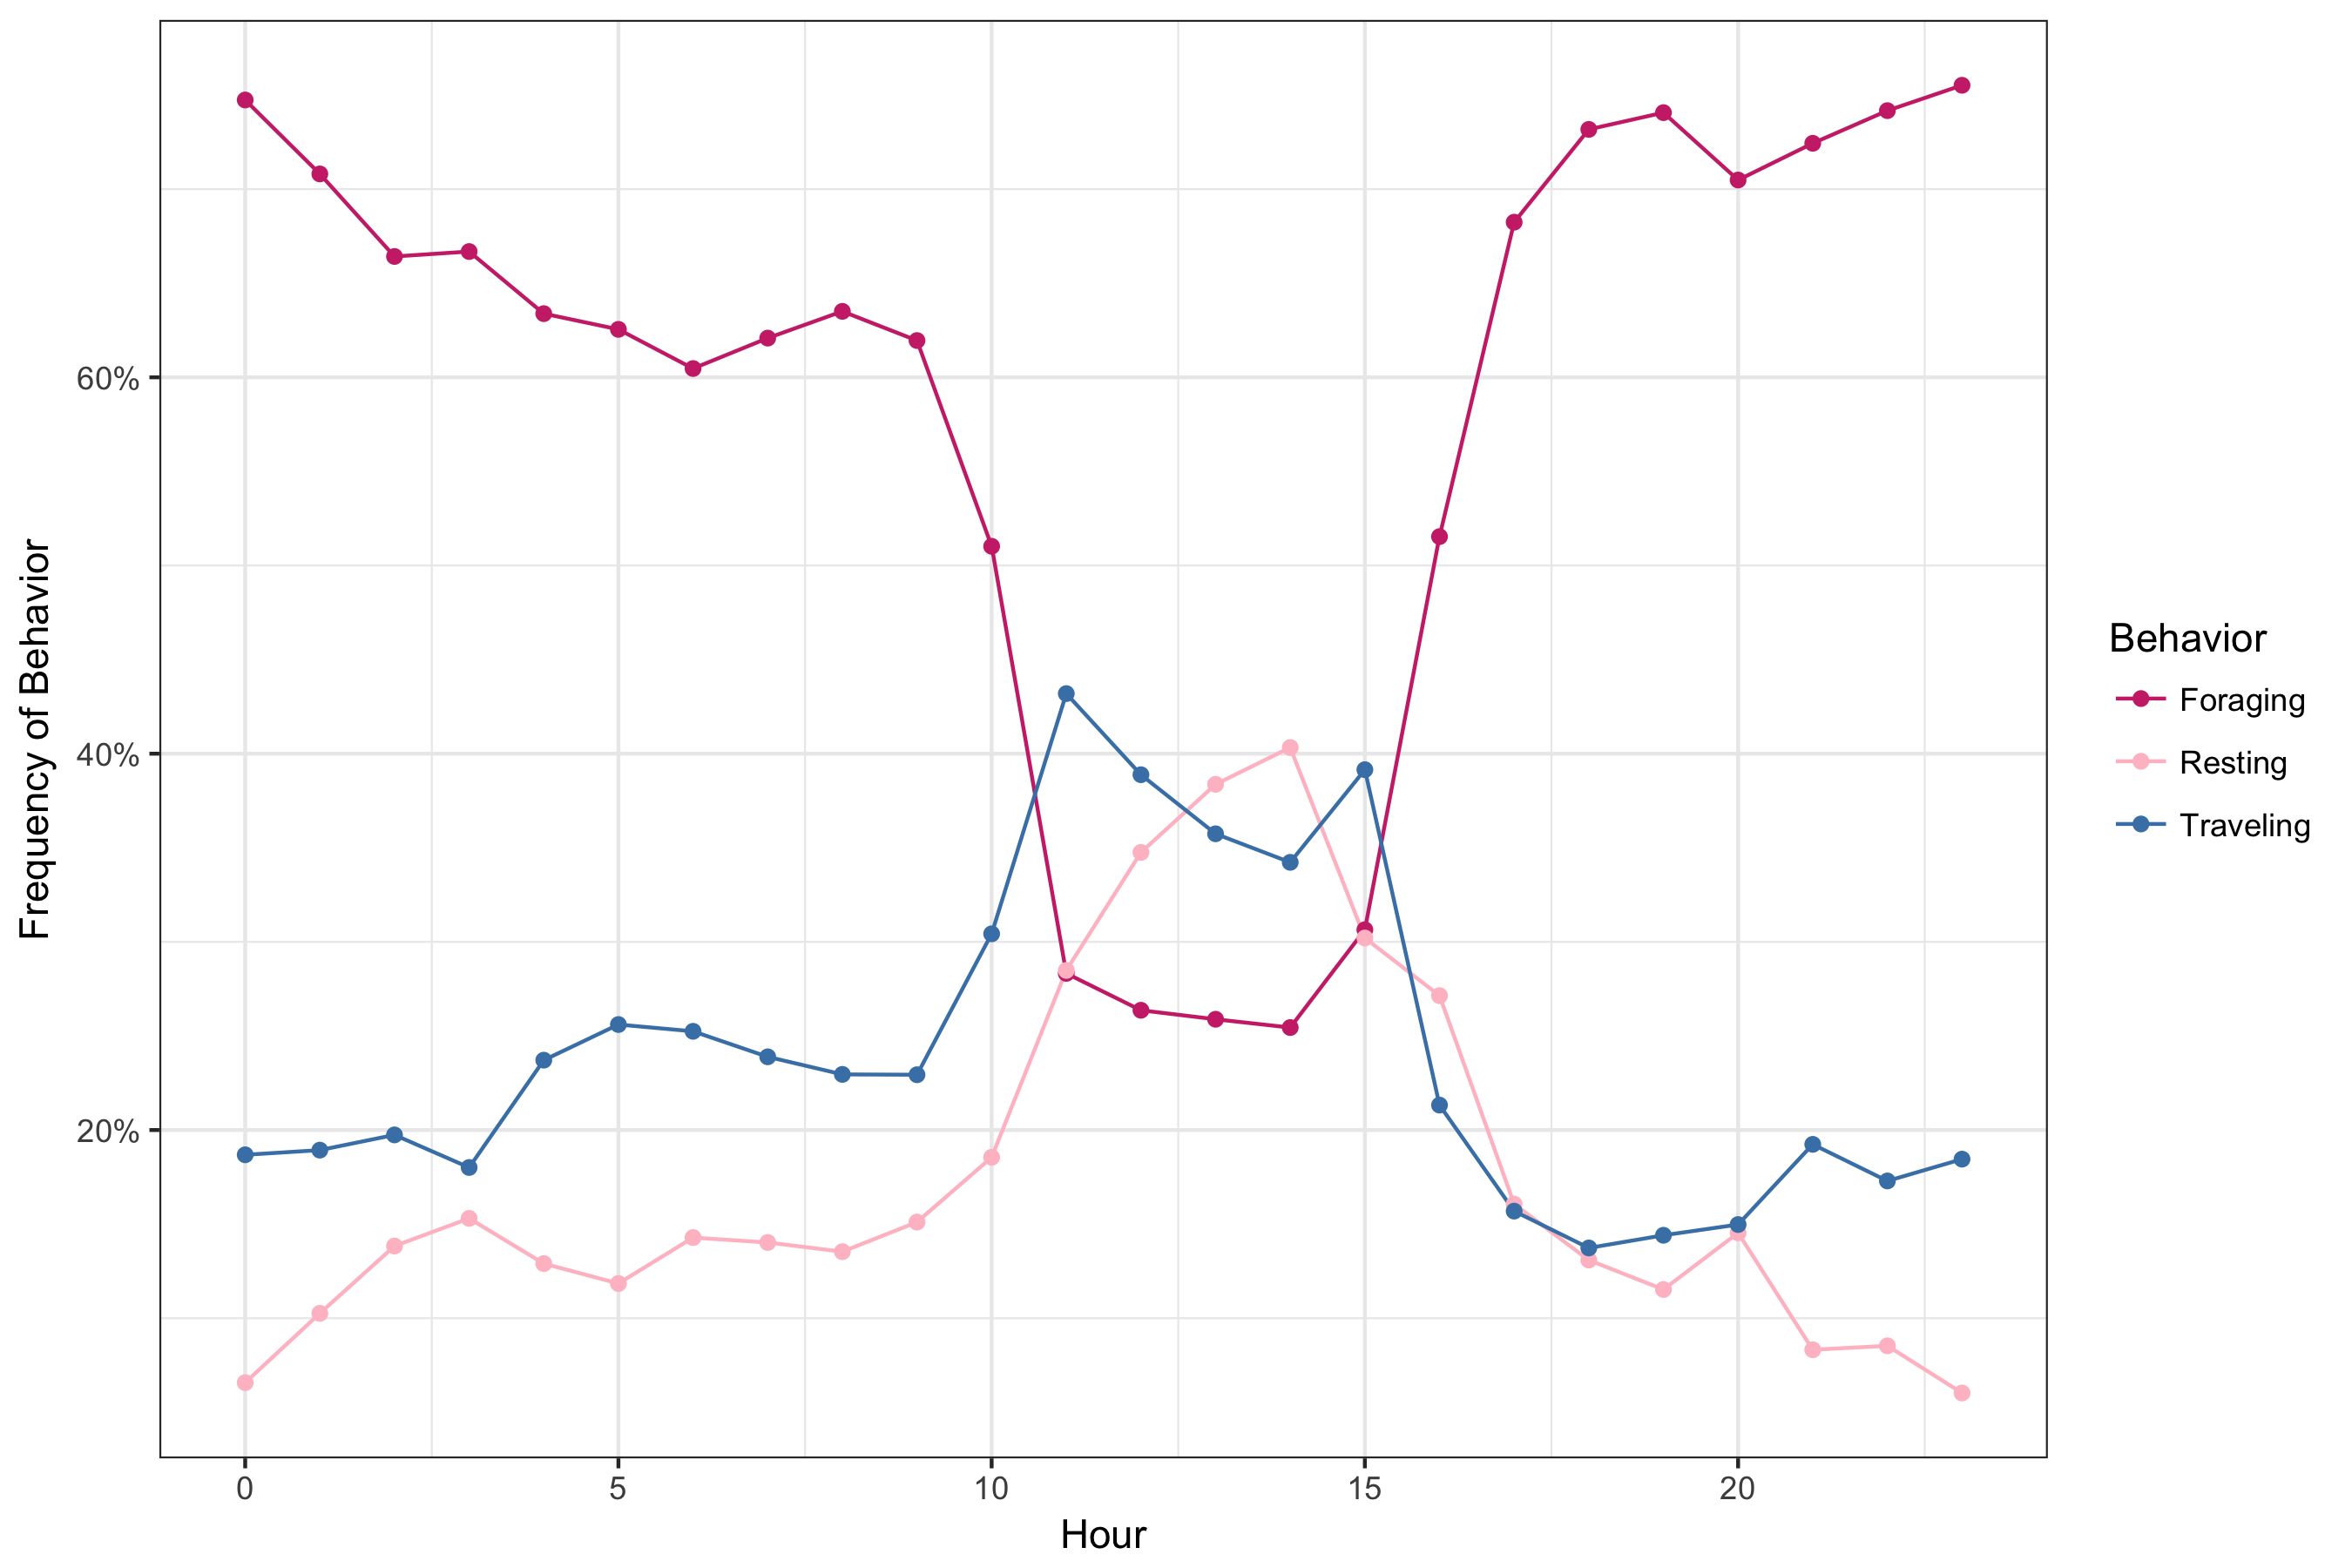 Frequency of Behavior
60%
40%
20%
0
5
10
15
20
Hour
Behavior
Foraging
Resting
Traveling